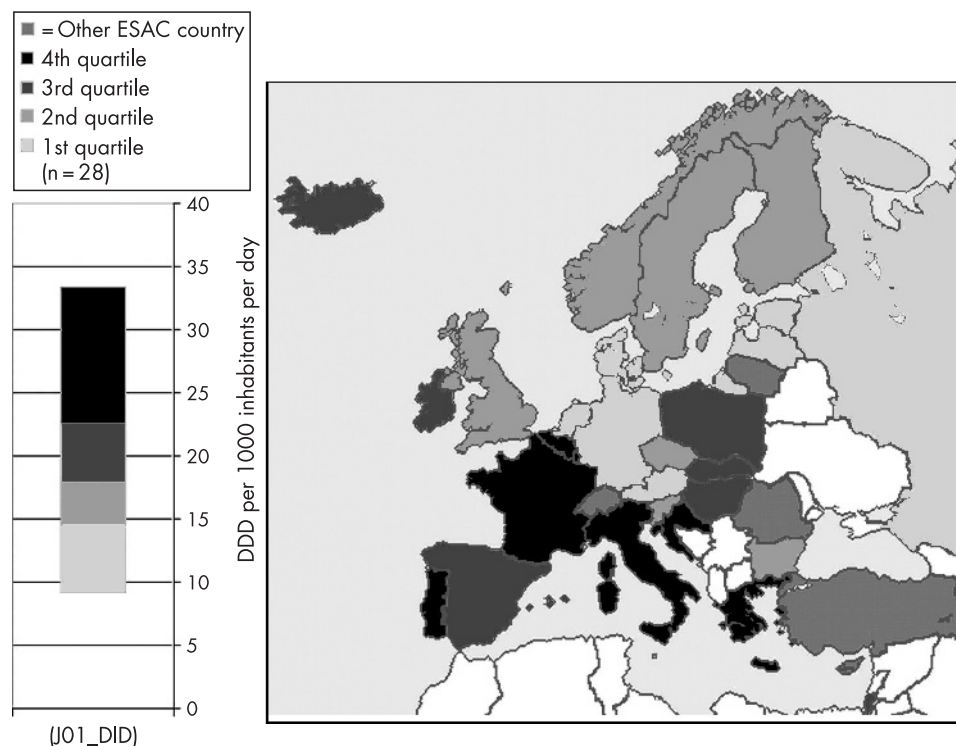 = Other ESAC country
4th quartile
3rd quartile
2nd quartile
1st quartile
(n = 28)
40
35
30
25
20
15
10
5
0
DDD per 1000 inhabitants per day
(J01_DID)